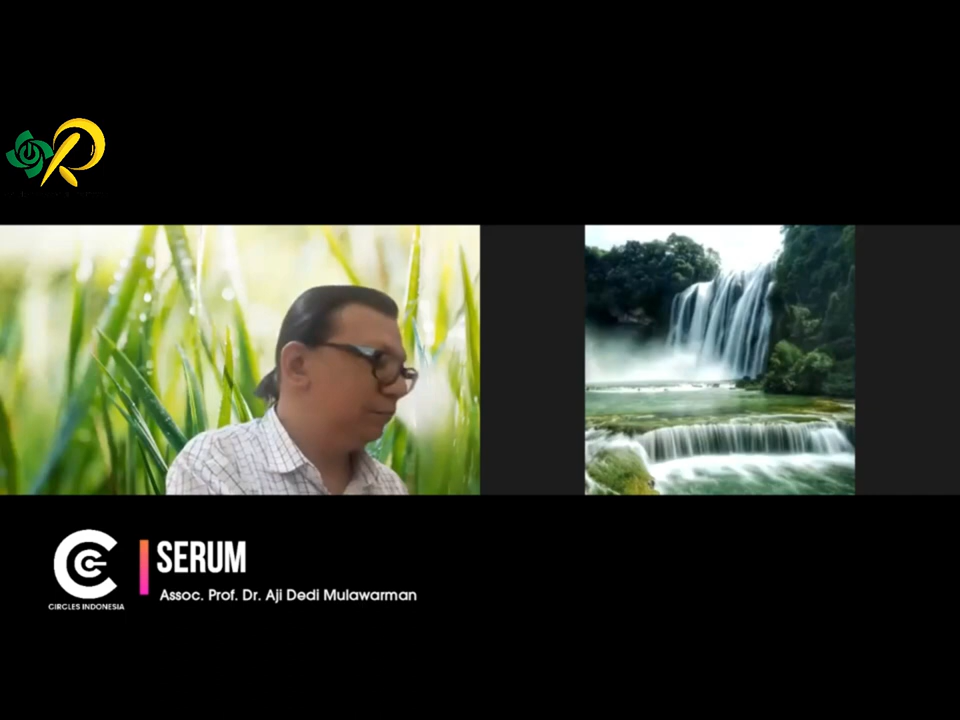 SERUM
Assoc. Prof. Dr. Aji Dedi Mulawarman
CIRCLES INDONESIA